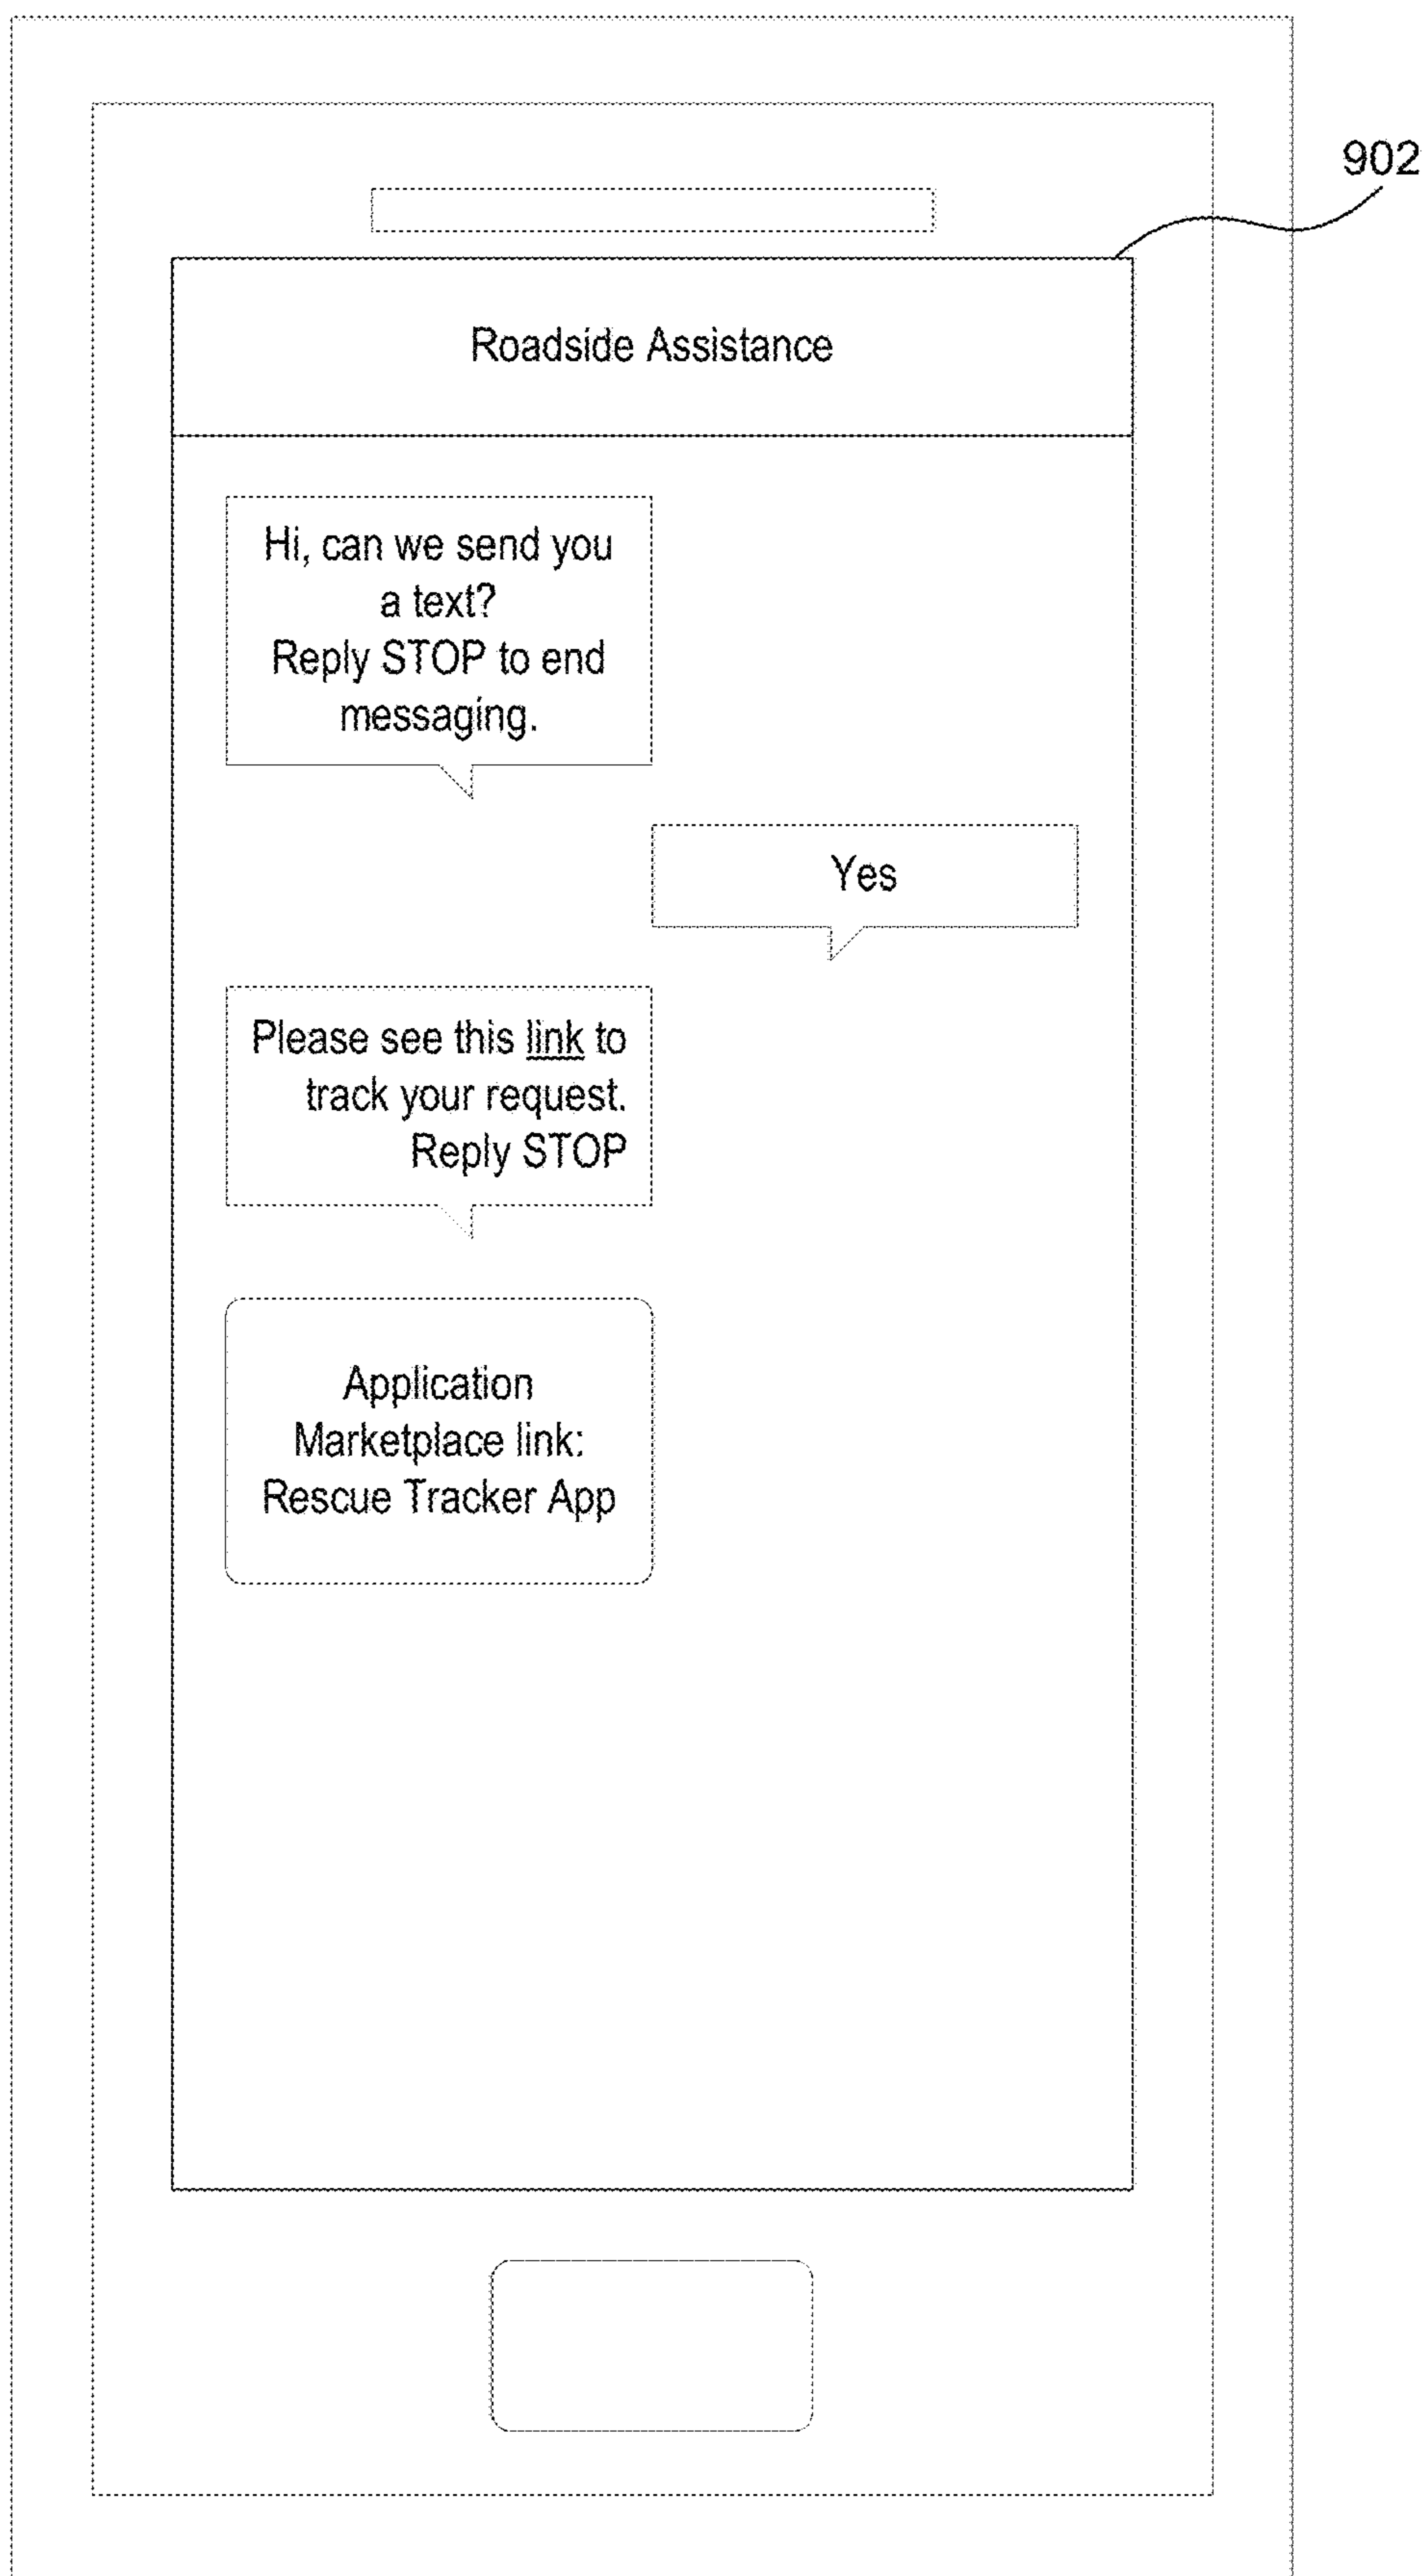 902
Roadside Assistance
Hi, can we send you
a text?
Reply STOP to end
messaging.
Yes
Please see this link to
track your request.
Reply STOP
Application
Marketplace link:
Rescue Tracker App